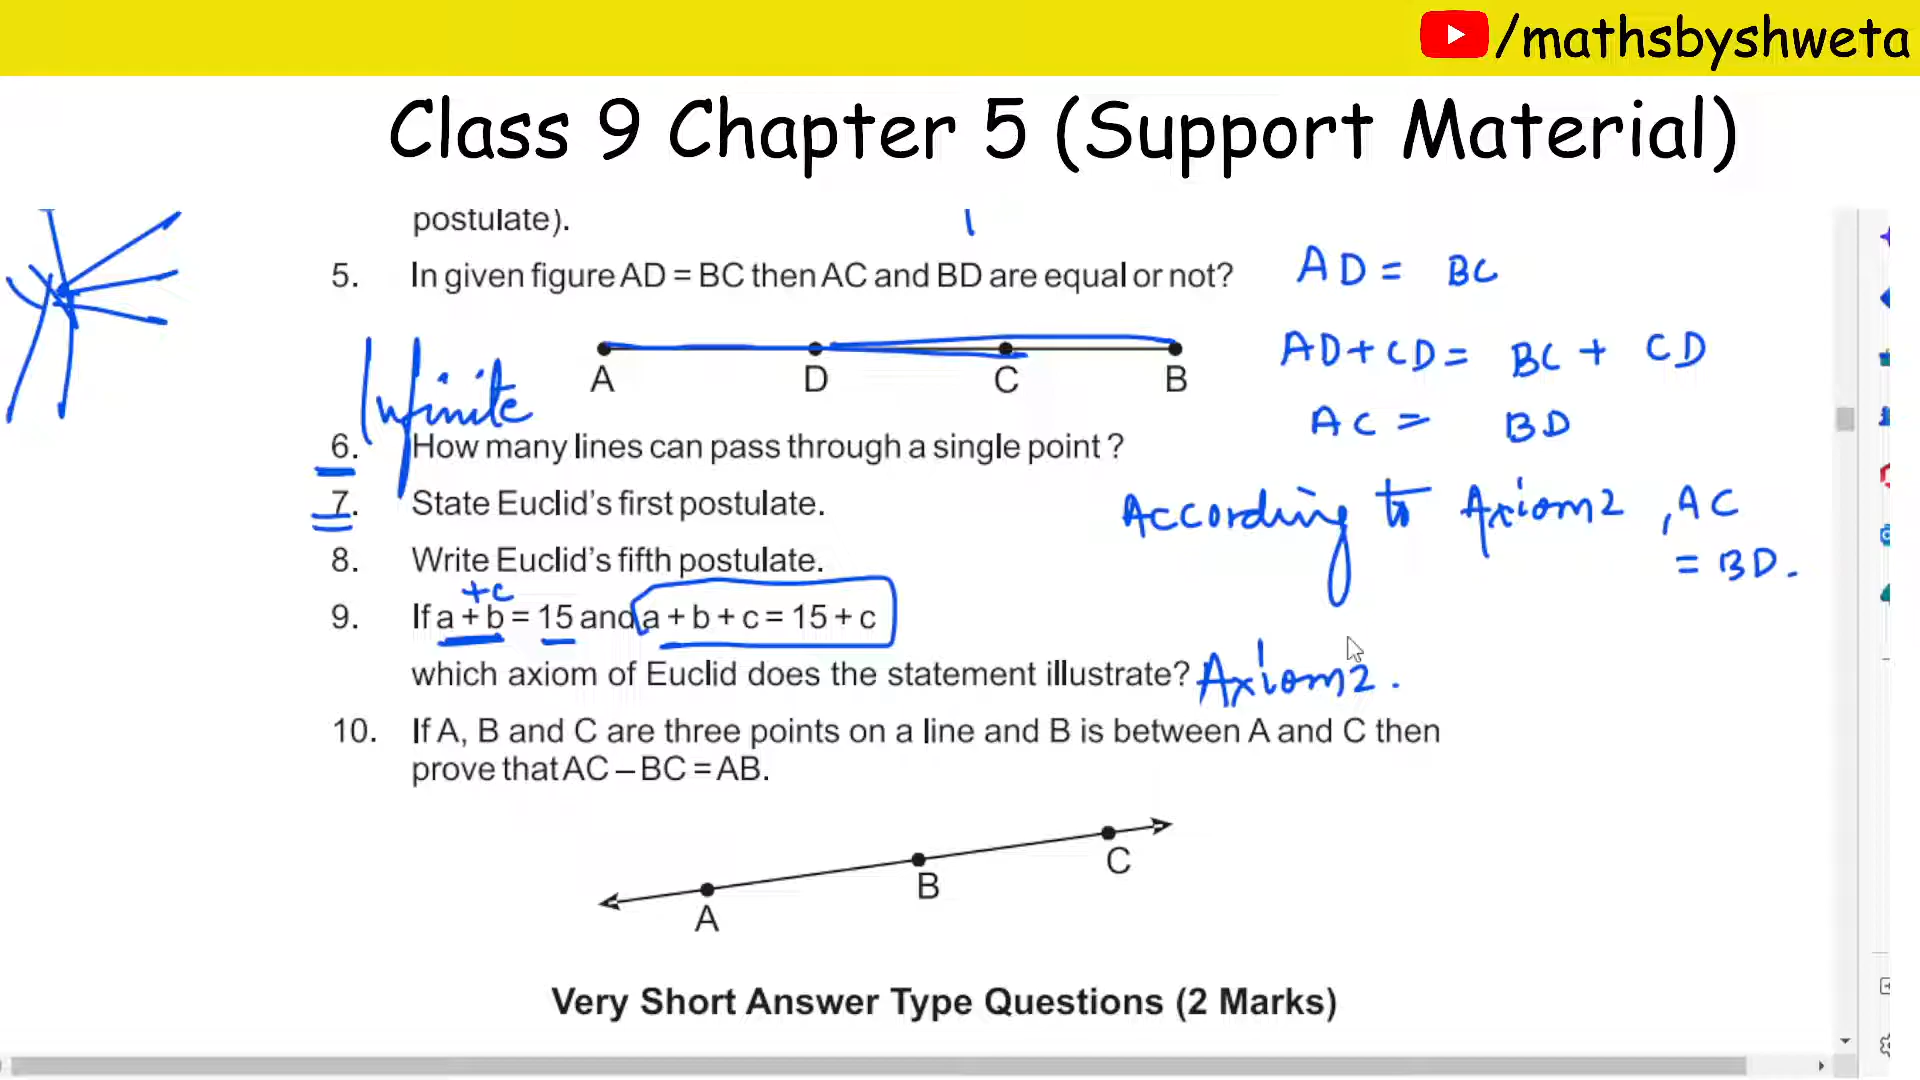 /mathsbyshweta
Class 9 Chapter 5 (Support Material)
postulate).
5. In given figure AD = BC then AC and BD are equal or not?
A D C B
AD = BC
AD + CD = BC + CD
AC = BD
According to Axiom 2, AC
= BD.
Infinite
6. How many lines can pass through a single point ?
7. State Euclid's first postulate.
8. Write Euclid's fifth postulate.
+c
9. If a + b = 15 and a + b + c = 15 + c
which axiom of Euclid does the statement illustrate? Axiom 2.
10. If A, B and C are three points on a line and B is between A and C then
prove that AC – BC = AB.
A B C
Very Short Answer Type Questions (2 Marks)